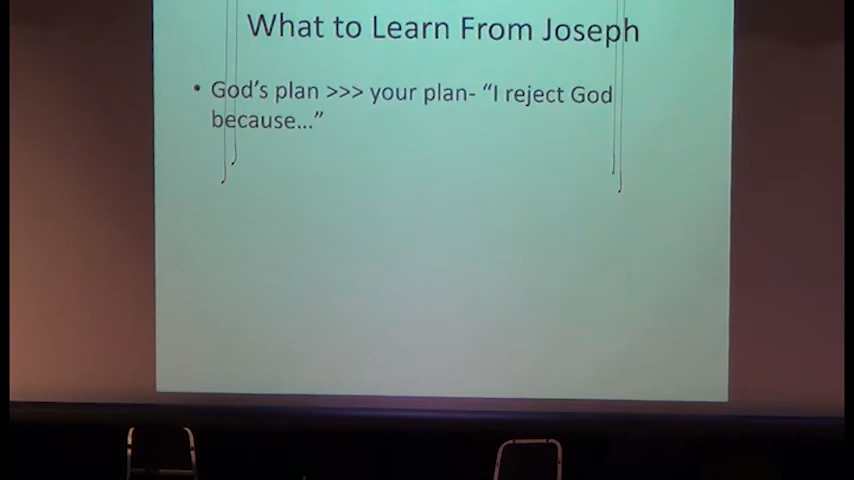 What to Learn From Joseph
• God's plan >>> your plan- “I reject God
because...”